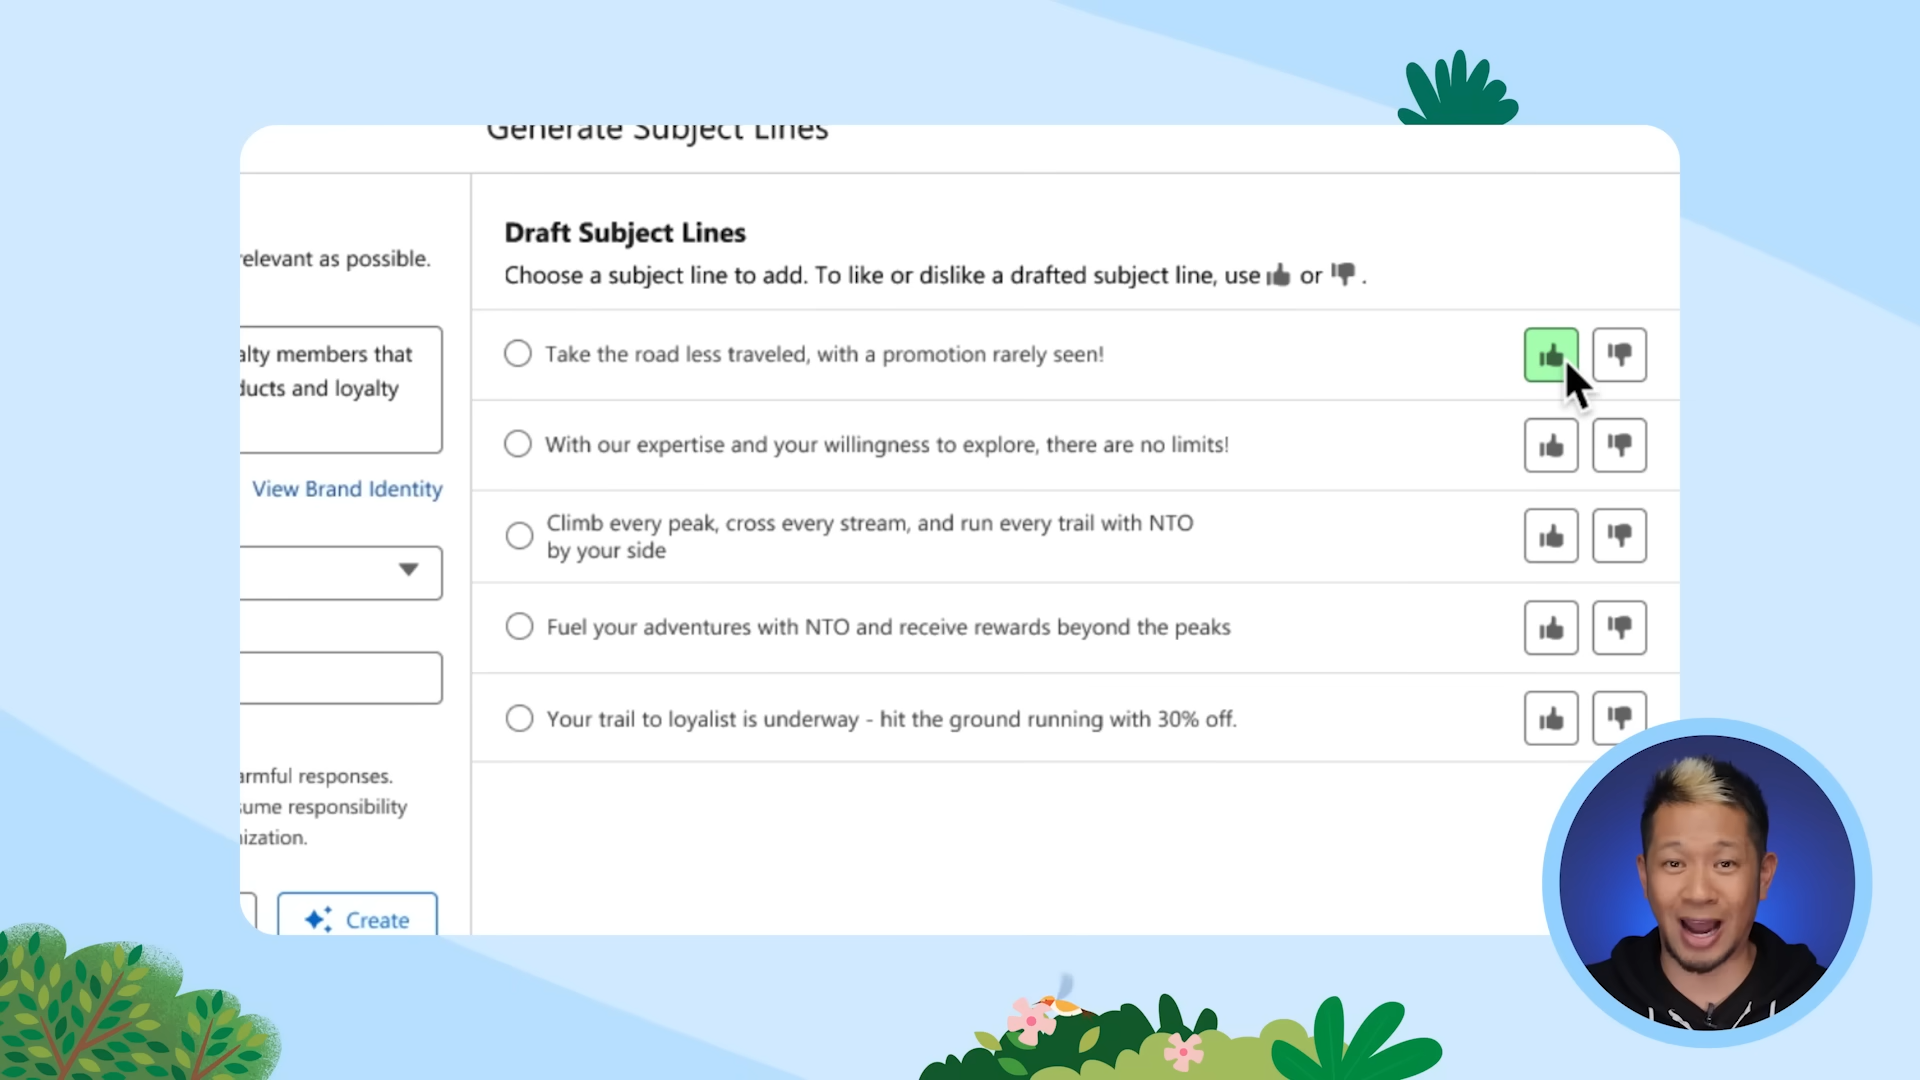 Generate Subject Lines
elevant as possible.
alty members that
ducts and loyalty
View Brand Identity
armful responses.
sume responsibility
ization.
Create
Draft Subject Lines
Choose a subject line to add. To like or dislike a drafted subject line, use or .
Take the road less traveled, with a promotion rarely seen!
With our expertise and your willingness to explore, there are no limits!
Climb every peak, cross every stream, and run every trail with NTO
by your side
Fuel your adventures with NTO and receive rewards beyond the peaks
Your trail to loyalist is underway - hit the ground running with 30% off.